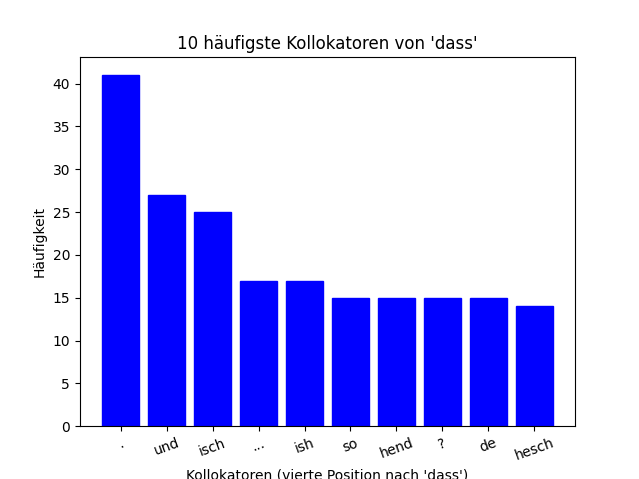 10 häufigste Kollokatoren von 'dass'
40
35
30
25
20
15
10
5
0
Häufigkeit
. und isch ... ish so hend ? de hesch
Kollokatoren (vierte Position nach 'dass')